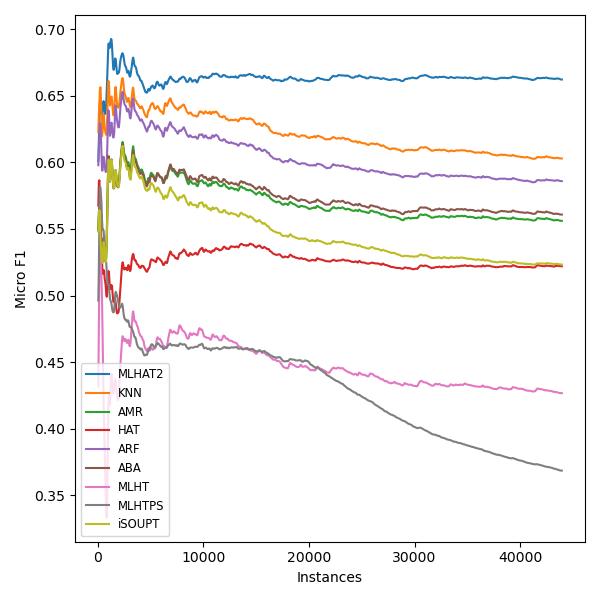 0.70
0.65
0.60
0.55
0.50
0.45
0.40
0.35
Micro F1
MLHAT2
KNN
AMR
HAT
ARF
ABA
MLHT
MLHTPS
iSOUPT
0 10000 20000 30000 40000
Instances